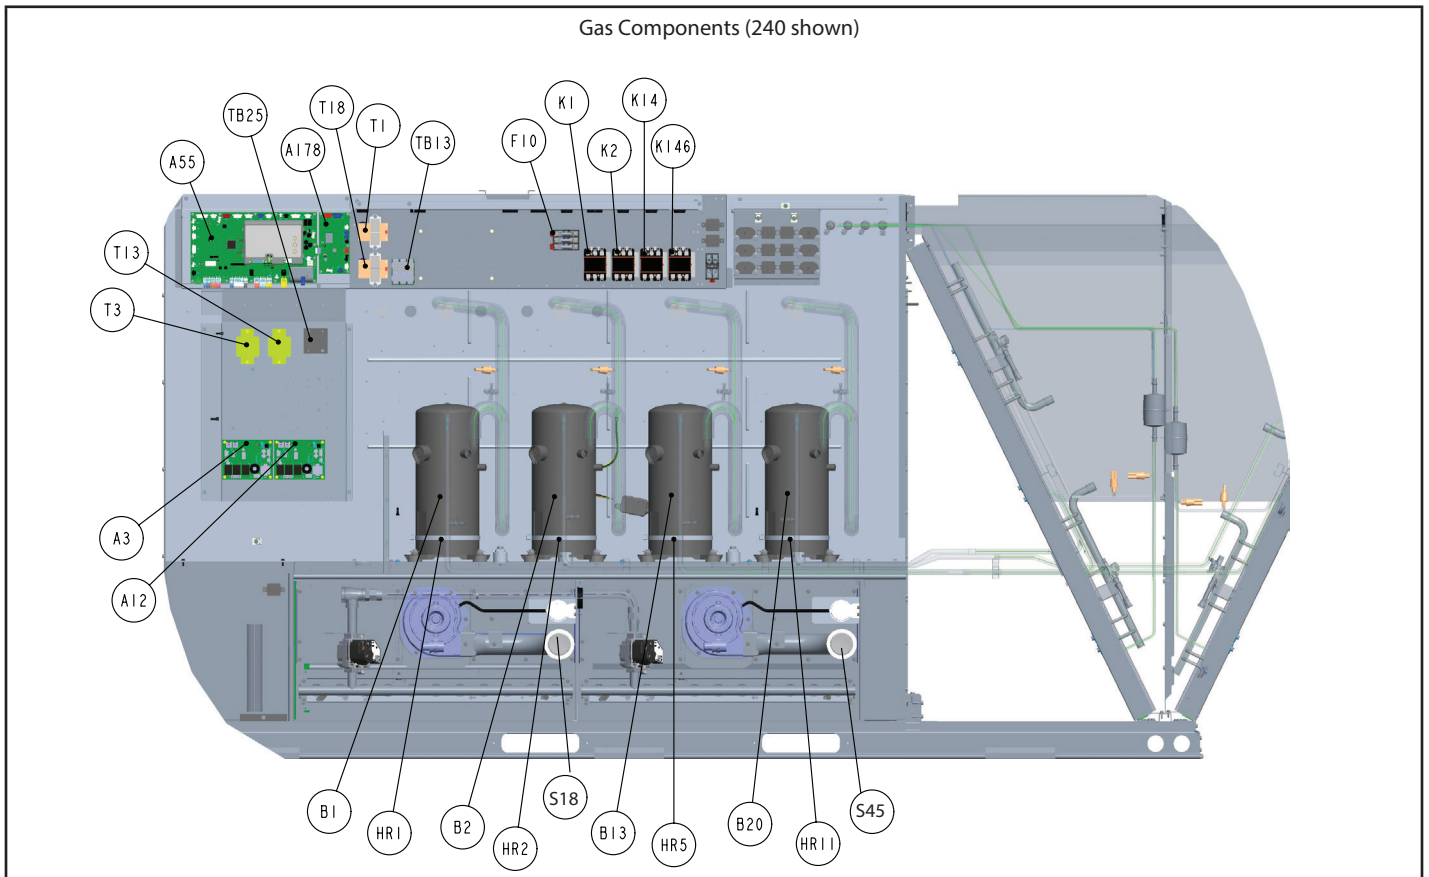 Gas Components (240 shown)
K1
K14
T18
TB25
T1
F10
K2
K146
A178
TB13
A55
T13
T3
A3
A12
B1
HR1
B2
HR2
S18
B13
HR5
B20
HR11
S45